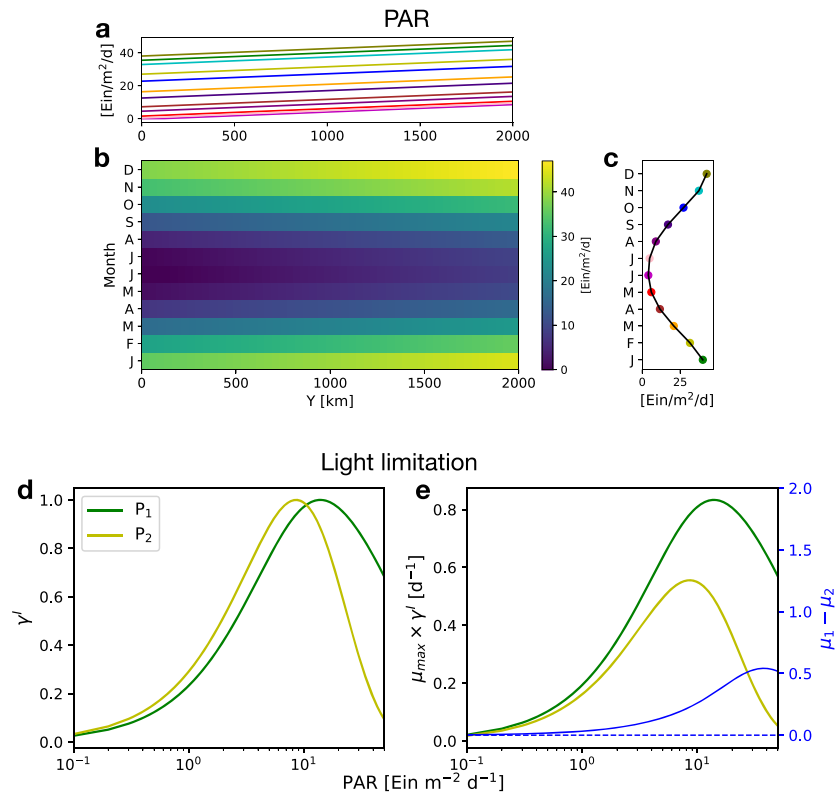 PAR
a
[Ein/m²/d]
40
20
0
0 500 1000 1500 2000
b
Month
D
N
O
S
A
J
J
M
A
M
F
J
0 500 1000 1500 2000
Y [km]
40
30
20
10
0
[Ein/m²/d]
c
D
N
O
S
A
J
J
M
A
M
F
J
0 25
[Ein/m²/d]
Light limitation
d
P₁
P₂
γᴵ
1.0
0.8
0.6
0.4
0.2
0.0
10⁻¹ 10⁰ 10¹
e
μₘₐₓ × γᴵ [d⁻¹]
0.8
0.6
0.4
0.2
0.0
10⁻¹ 10⁰ 10¹
2.0
1.5
1.0
0.5
0.0
μ₁ − μ₂
PAR [Ein m⁻² d⁻¹]